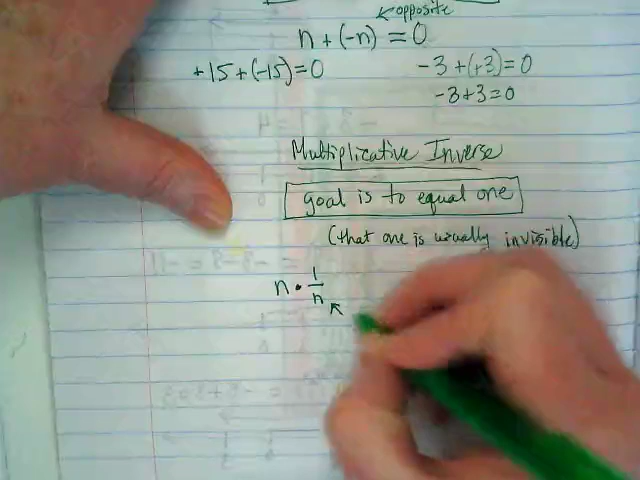 opposite
n + (-n) = 0
+15 + (-15) = 0
-3 + (+3) = 0
-3 + 3 = 0
Multiplicative Inverse
goal is to equal one
(that one is usually invisible)
n • 1/n